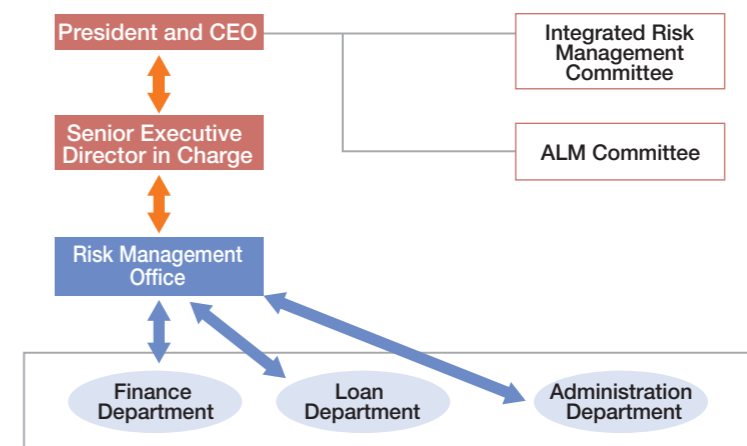 President and CEO
Integrated Risk
Management
Committee
Senior Executive
Director in Charge
ALM Committee
Risk Management
Office
Finance
Department
Loan
Department
Administration
Department